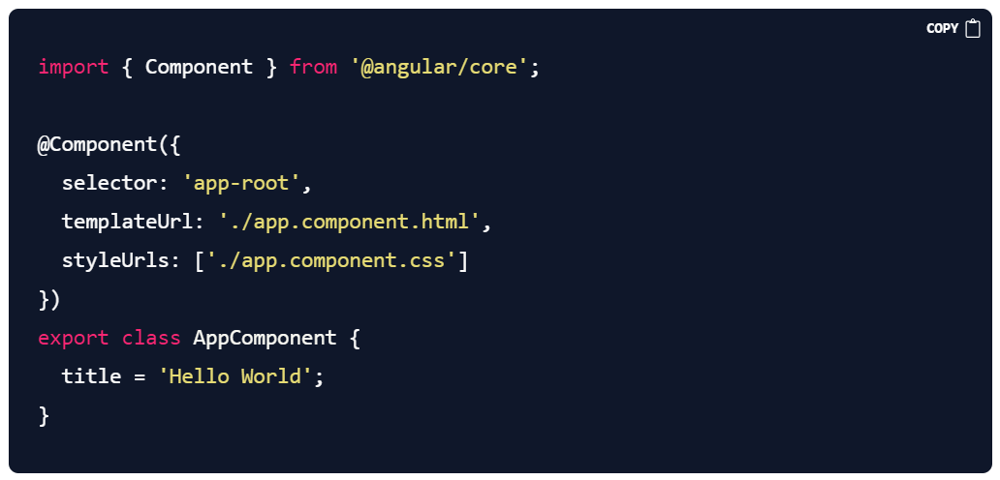 COPY
import { Component } from '@angular/core';
@Component({
  selector: 'app-root',
  templateUrl: './app.component.html',
  styleUrls: ['./app.component.css']
})
export class AppComponent {
  title = 'Hello World';
}